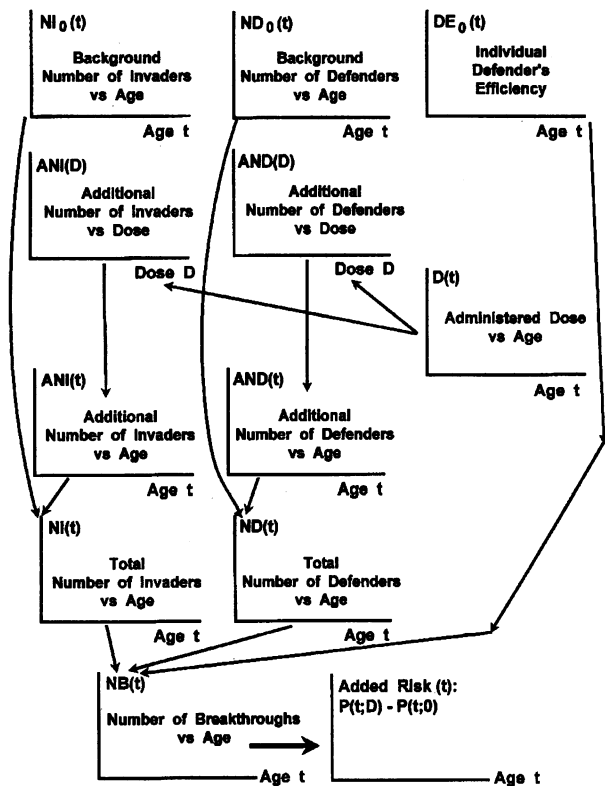 NI₀(t)
Background
Number of Invaders
vs Age
Age t
ND₀(t)
Background
Number of Defenders
vs Age
Age t
DE₀(t)
Individual
Defender's
Efficiency
Age t
ANI(D)
Additional
Number of Invaders
vs Dose
Dose D
AND(D)
Additional
Number of Defenders
vs Dose
Dose D
D(t)
Administered Dose
vs Age
Age t
ANI(t)
Additional
Number of Invaders
vs Age
Age t
AND(t)
Additional
Number of Defenders
vs Age
Age t
NI(t)
Total
Number of Invaders
vs Age
Age t
ND(t)
Total
Number of Defenders
vs Age
Age t
NB(t)
Number of Breakthroughs
vs Age
Age t
Added Risk (t):
P(t;D) - P(t;0)
Age t